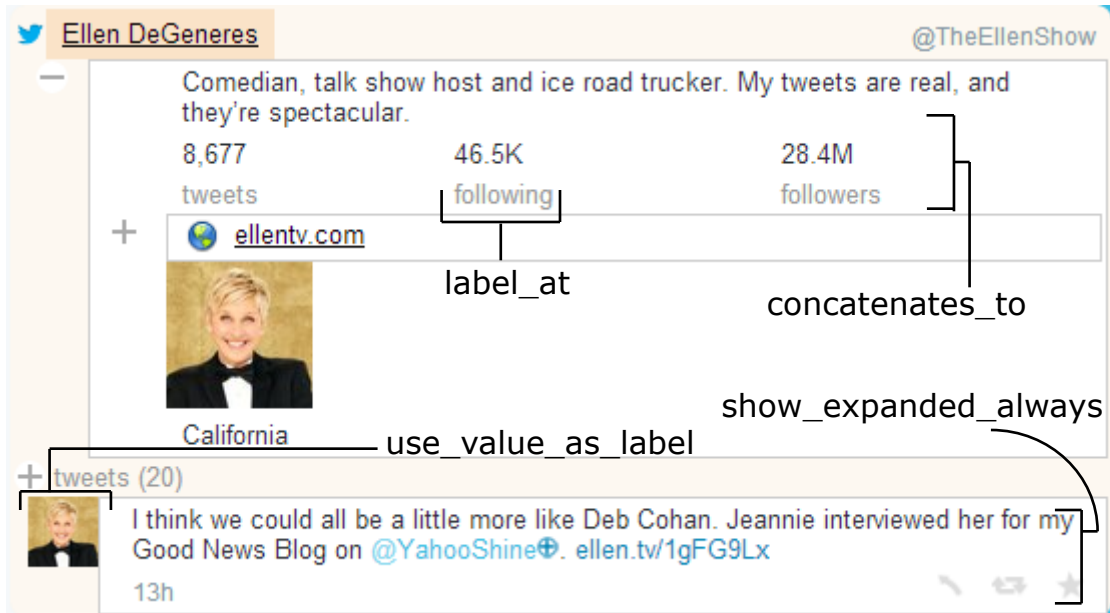 Ellen DeGeneres @TheEllenShow
Comedian, talk show host and ice road trucker. My tweets are real, and
they're spectacular.
8,677 46.5K 28.4M
tweets following followers
ellentv.com
label_at
concatenates_to
show_expanded_always
California
use_value_as_label
tweets (20)
I think we could all be a little more like Deb Cohan. Jeannie interviewed her for my
Good News Blog on @YahooShine. ellen.tv/1gFG9Lx
13h